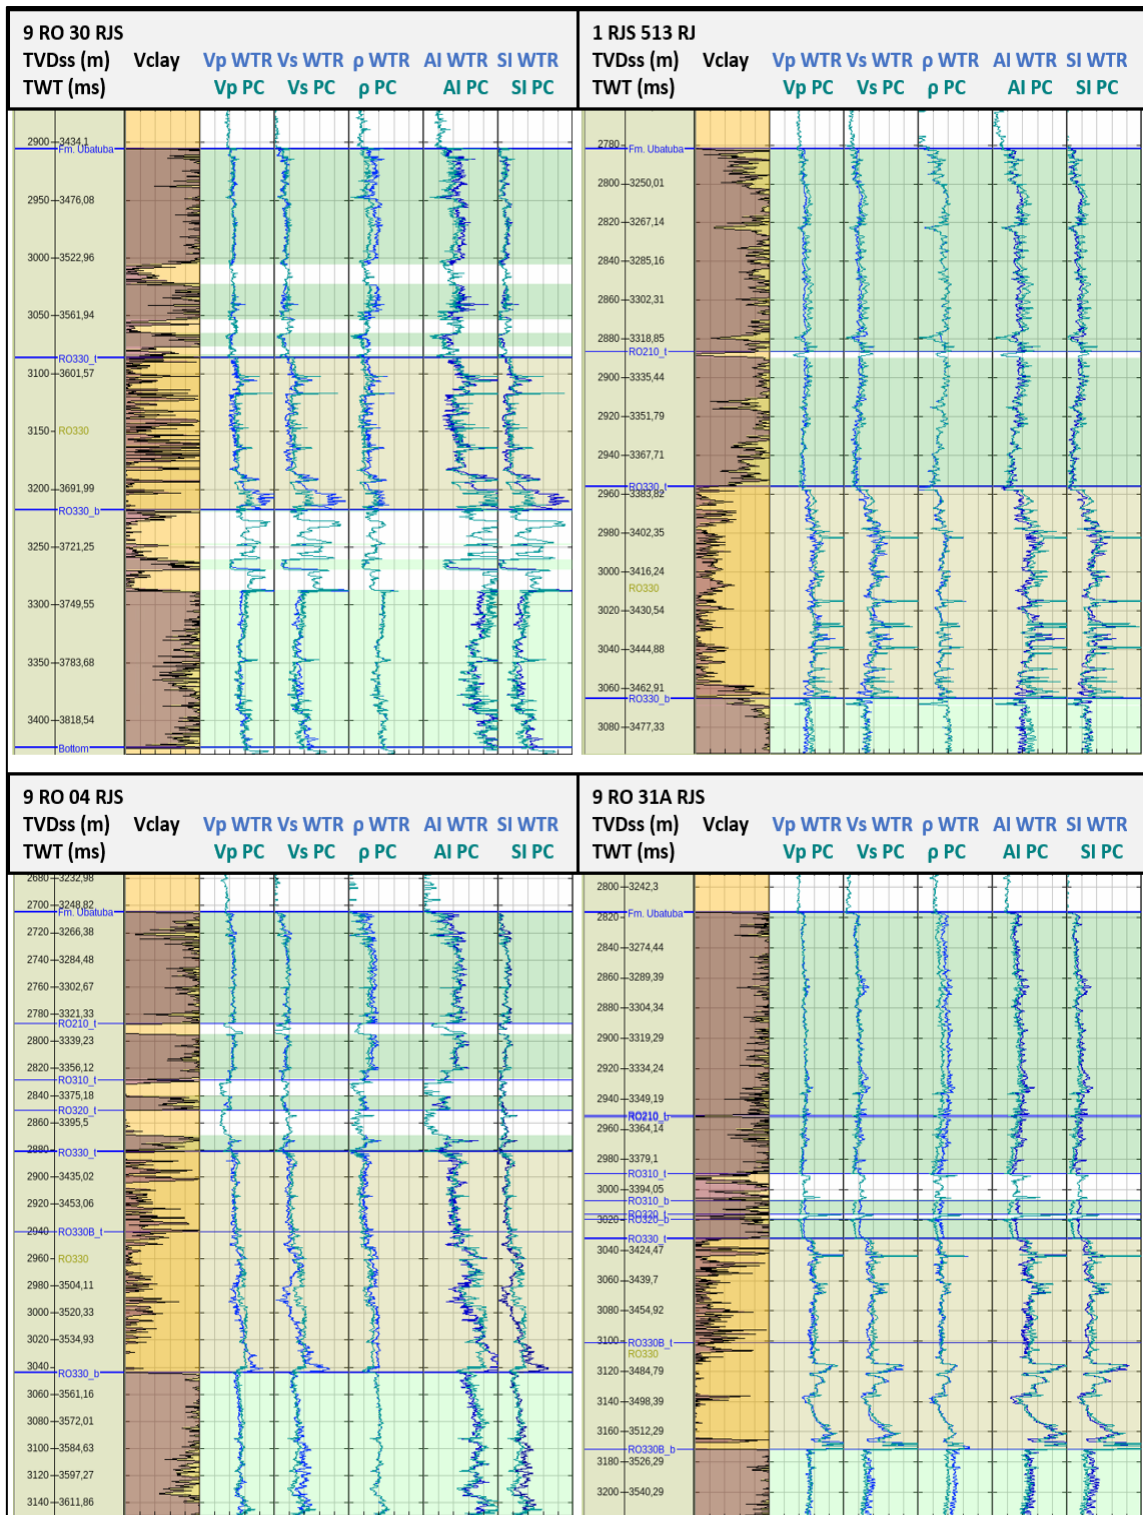 9 RO 30 RJS
TVDss (m) Vclay Vp WTR Vs WTR ρ WTR AI WTR SI WTR
TWT (ms) Vp PC Vs PC ρ PC AI PC SI PC
2900 3434,1
Fm. Ubatuba
2950 3476,08
3000 3522,96
3050 3561,94
RO330_t
3100 3601,57
3150 RO330
3200 3691,99
RO330_b
3250 3721,25
3300 3749,55
3350 3783,68
3400 3818,54
Bottom
1 RJS 513 RJ
TVDss (m) Vclay Vp WTR Vs WTR ρ WTR AI WTR SI WTR
TWT (ms) Vp PC Vs PC ρ PC AI PC SI PC
2780
Fm. Ubatuba
2800 3250,01
2820 3267,14
2840 3285,16
2860 3302,31
2880 3318,85
RO210_t
2900 3335,44
2920 3351,79
2940 3367,71
RO330_t
2960 3383,82
2980 3402,35
3000 3416,24
RO330
3020 3430,54
3040 3444,88
3060 3462,91
RO330_b
3080 3477,33
9 RO 04 RJS
TVDss (m) Vclay Vp WTR Vs WTR ρ WTR AI WTR SI WTR
TWT (ms) Vp PC Vs PC ρ PC AI PC SI PC
2680 3232,98
2700 3248,82
Fm. Ubatuba
2720 3266,38
2740 3284,48
2760 3302,67
2780 3321,33
RO210_t
2800 3339,23
2820 3356,12
RO310_t
2840 3375,18
RO320_t
2860 3395,5
2880 RO330_t
2900 3435,02
2920 3453,06
2940 RO330B_t
2960 RO330
2980 3504,11
3000 3520,33
3020 3534,93
3040
RO330_b
3060 3561,16
3080 3572,01
3100 3584,63
3120 3597,27
3140 3611,86
9 RO 31A RJS
TVDss (m) Vclay Vp WTR Vs WTR ρ WTR AI WTR SI WTR
TWT (ms) Vp PC Vs PC ρ PC AI PC SI PC
2800 3242,3
Fm. Ubatuba
2820
2840 3274,44
2860 3289,39
2880 3304,34
2900 3319,29
2920 3334,24
2940 3349,19
RO210_t
2960 3364,14
2980 3379,1
RO310_t
3000 3394,05
RO310_b
RO320_t
3020 RO320_b
RO330_t
3040 3424,47
3060 3439,7
3080 3454,92
3100 RO330B_t
RO330
3120 3484,79
3140 3498,39
3160 3512,29
RO330B_b
3180 3526,29
3200 3540,29